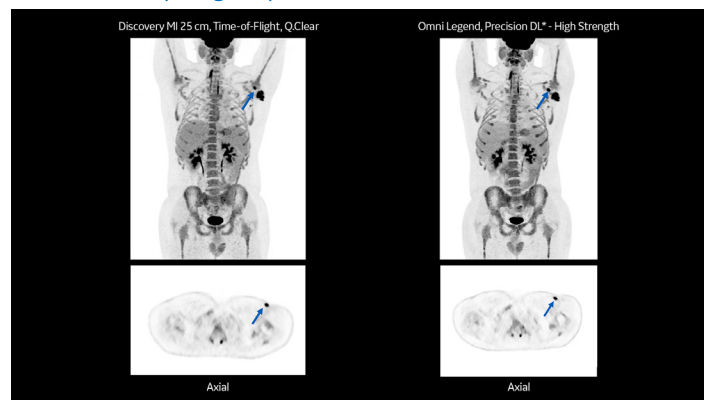 Discovery MI 25 cm, Time-of-Flight, Q.Clear
Omni Legend, Precision DL* - High Strength
Axial
Axial